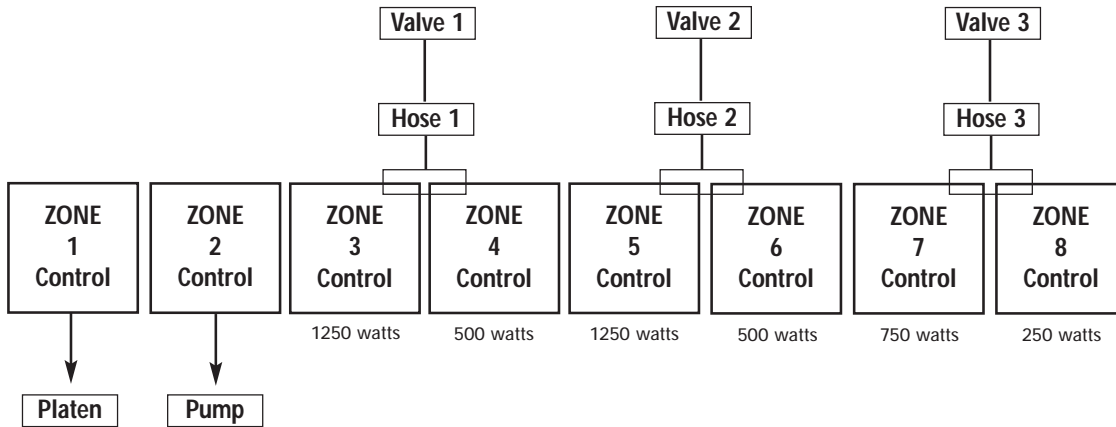 Valve 1
Valve 2
Valve 3
Hose 1
Hose 2
Hose 3
ZONE
1
Control
ZONE
2
Control
ZONE
3
Control
ZONE
4
Control
ZONE
5
Control
ZONE
6
Control
ZONE
7
Control
ZONE
8
Control
1250 watts
500 watts
1250 watts
500 watts
750 watts
250 watts
Platen
Pump